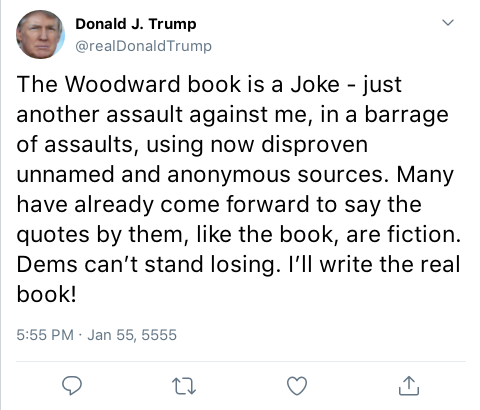 Donald J. Trump
@realDonaldTrump
The Woodward book is a Joke - just
another assault against me, in a barrage
of assaults, using now disproven
unnamed and anonymous sources. Many
have already come forward to say the
quotes by them, like the book, are fiction.
Dems can’t stand losing. I’ll write the real
book!
5:55 PM · Jan 55, 5555